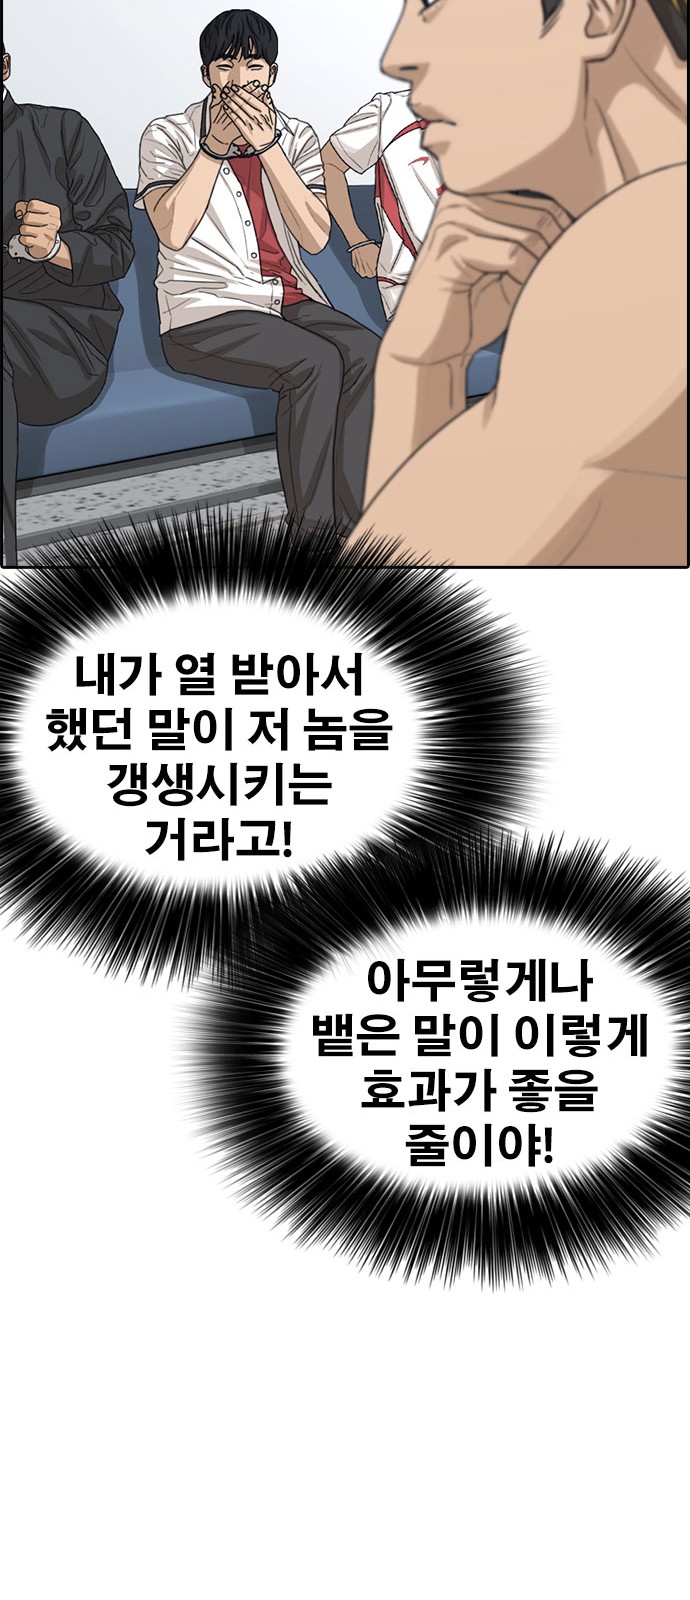 내가 열 받아서
했던 말이 저 놈을
갱생시키는
거라고!
아무렇게나
뱉은 말이 이렇게
효과가 좋을
줄이야!